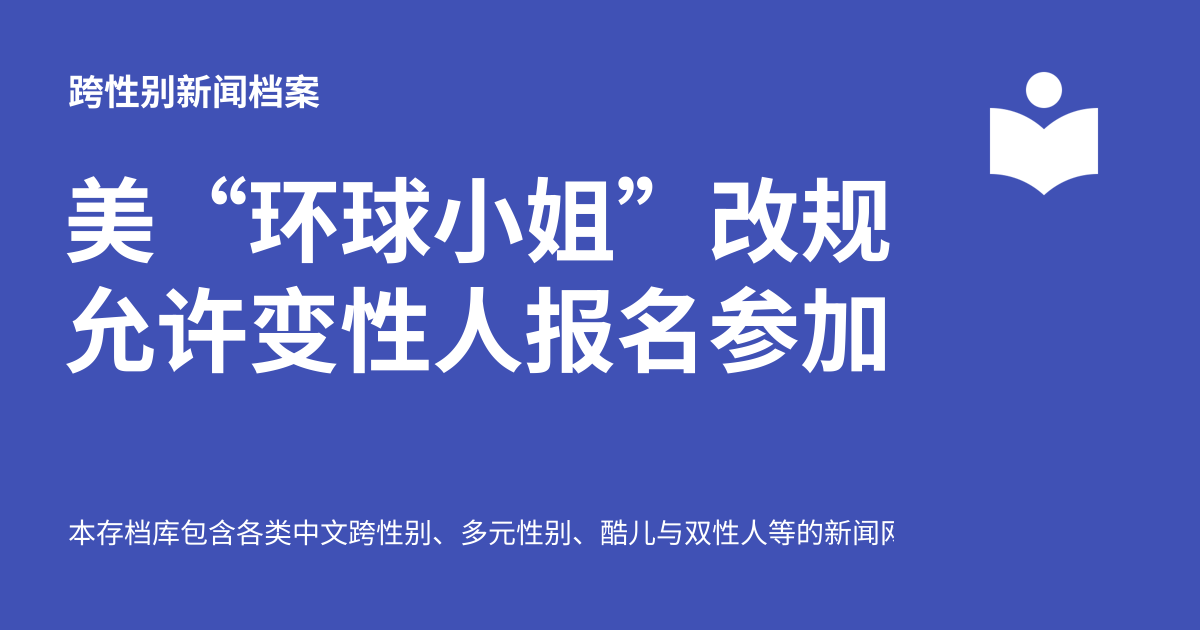 跨性别新闻档案
美“环球小姐”改规
允许变性人报名参加
本存档库包含各类中文跨性别、多元性别、酷儿与双性人等的新闻